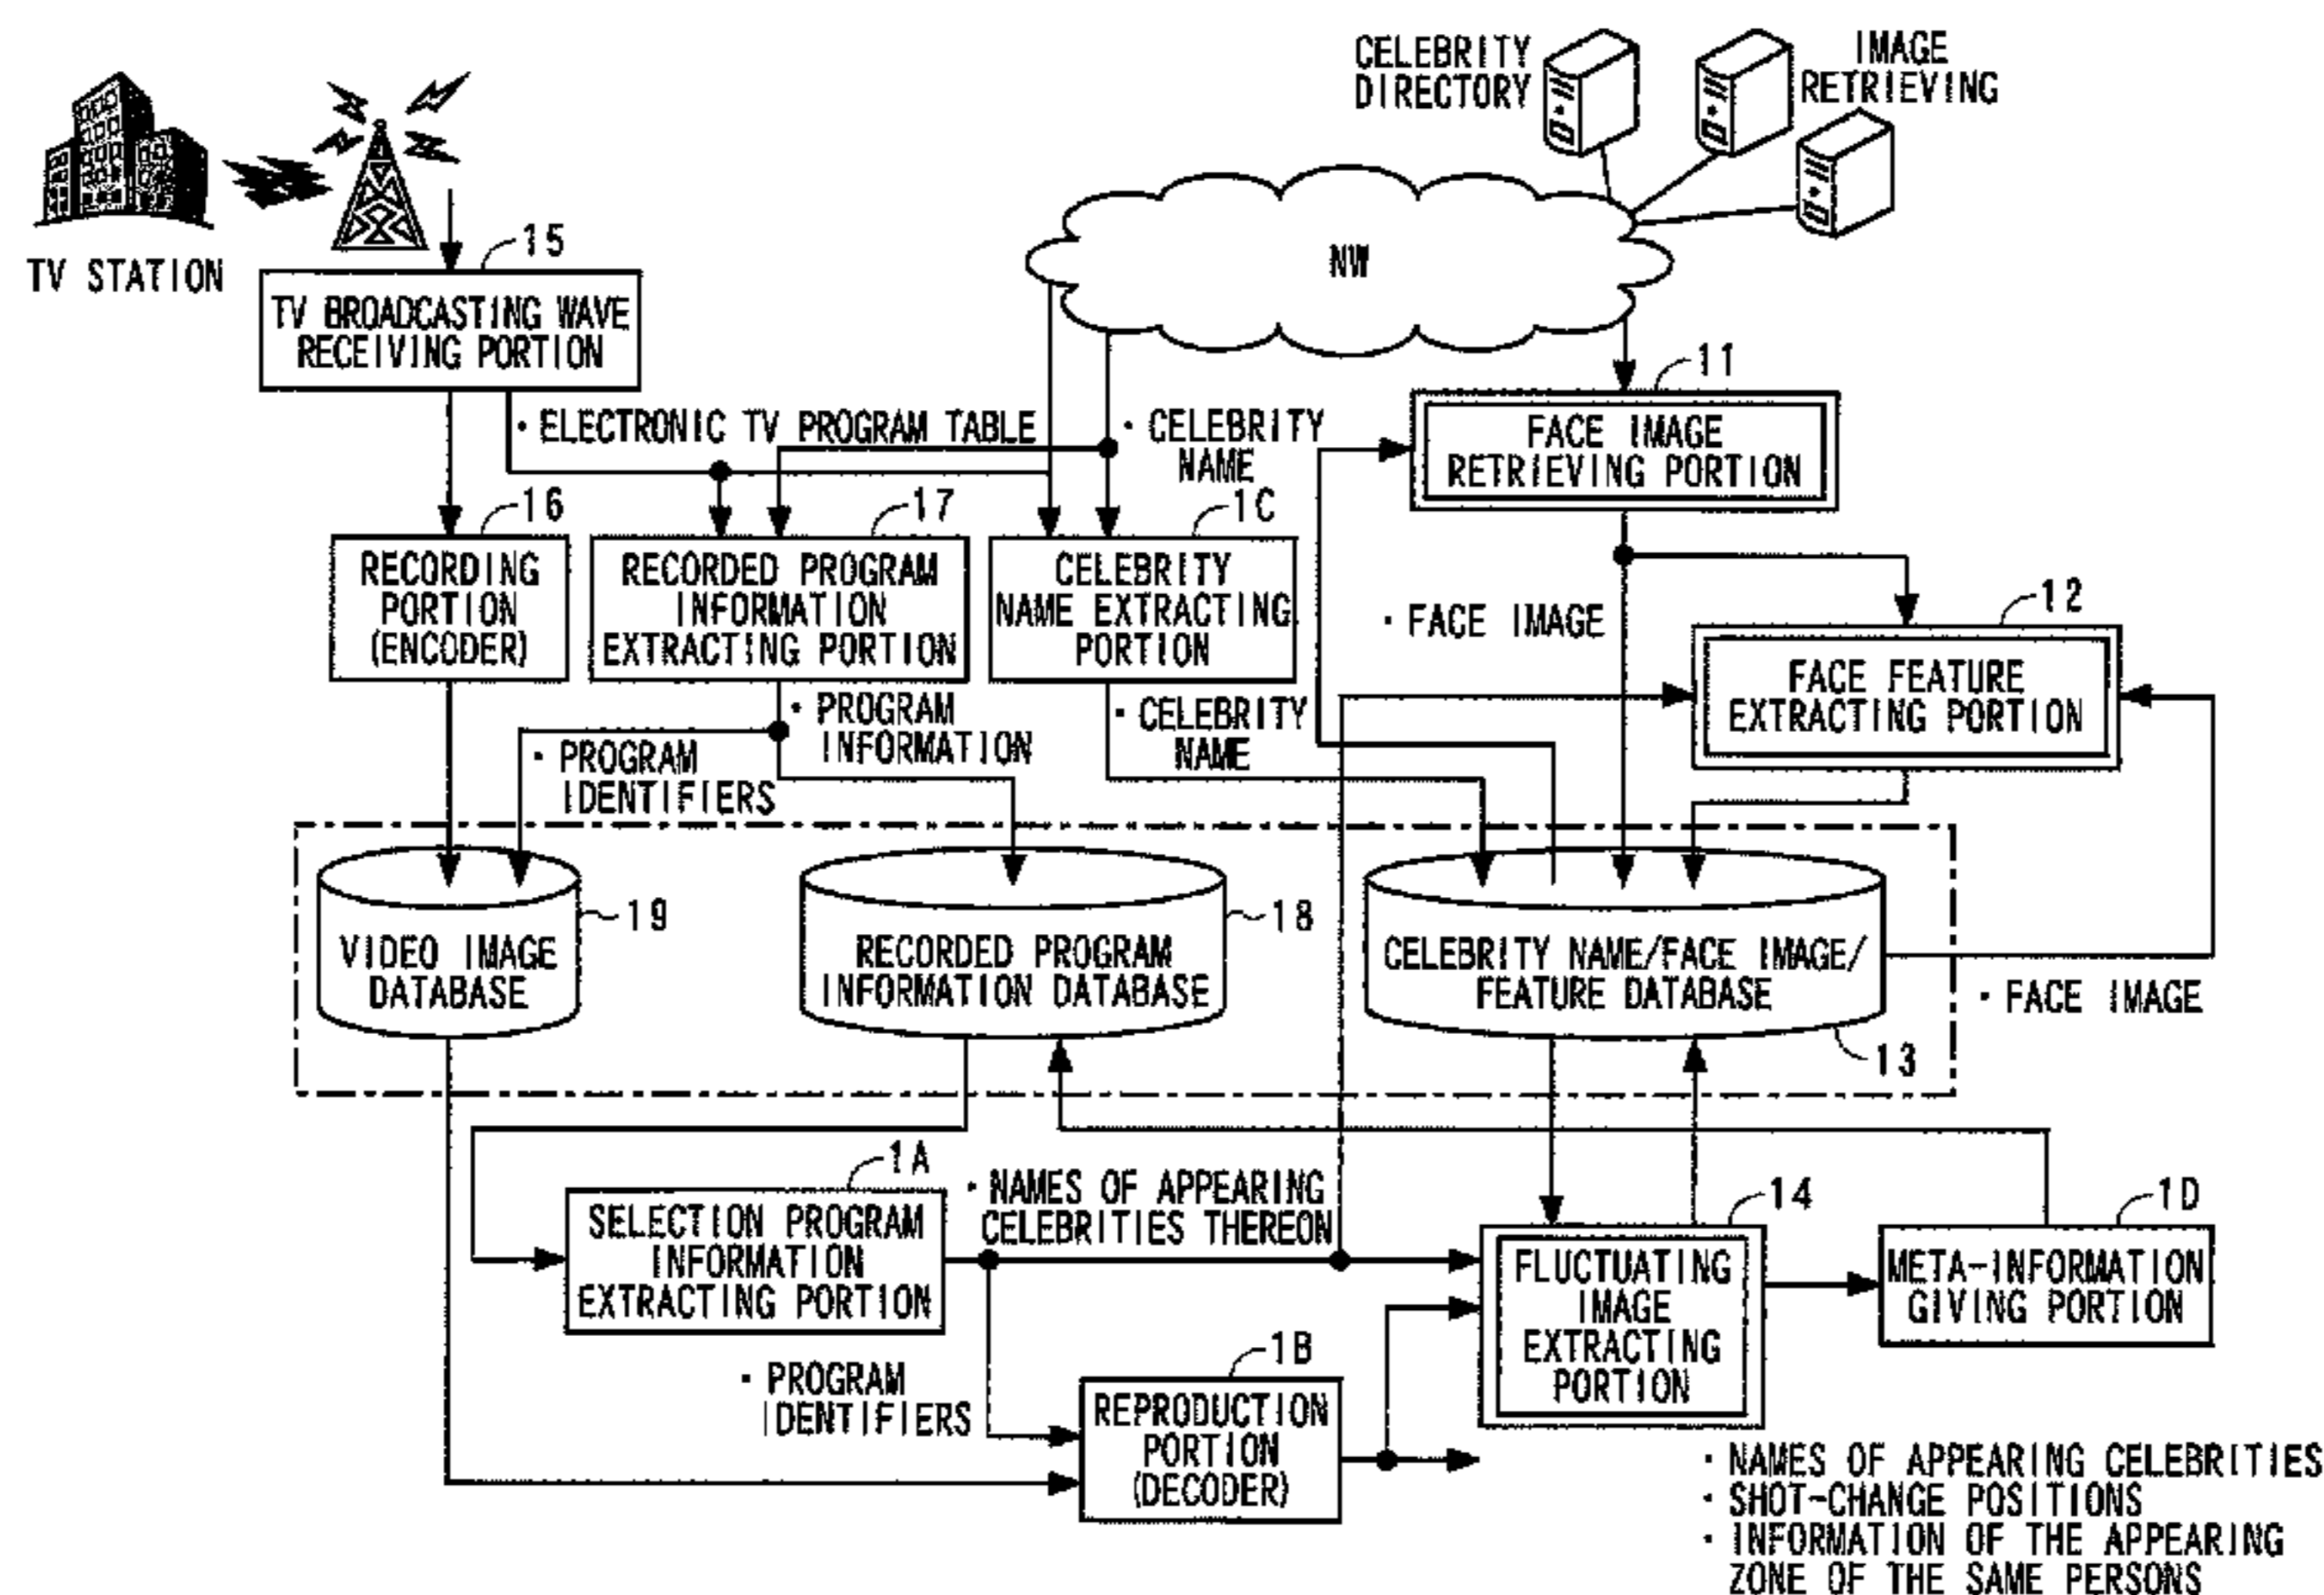 CELEBRITY
DIRECTORY
IMAGE
RETRIEVING
TV STATION
NW
15
TV BROADCASTING WAVE
RECEIVING PORTION
11
FACE IMAGE
RETRIEVING PORTION
· ELECTRONIC TV PROGRAM TABLE
· CELEBRITY
NAME
16
RECORDING
PORTION
(ENCODER)
17
RECORDED PROGRAM
INFORMATION
EXTRACTING PORTION
1C
CELEBRITY
NAME EXTRACTING
PORTION
· FACE IMAGE
12
FACE FEATURE
EXTRACTING PORTION
· PROGRAM
INFORMATION
· CELEBRITY
NAME
· PROGRAM
IDENTIFIERS
19
VIDEO IMAGE
DATABASE
18
RECORDED PROGRAM
INFORMATION DATABASE
CELEBRITY NAME/FACE IMAGE/
FEATURE DATABASE
13
· FACE IMAGE
1A
SELECTION PROGRAM
INFORMATION
EXTRACTING PORTION
· NAMES OF APPEARING
CELEBRITIES THEREON
14
FLUCTUATING
IMAGE
EXTRACTING
PORTION
1D
META-INFORMATION
GIVING PORTION
· PROGRAM
IDENTIFIERS
1B
REPRODUCTION
PORTION
(DECODER)
· NAMES OF APPEARING CELEBRITIES
· SHOT-CHANGE POSITIONS
· INFORMATION OF THE APPEARING
ZONE OF THE SAME PERSONS